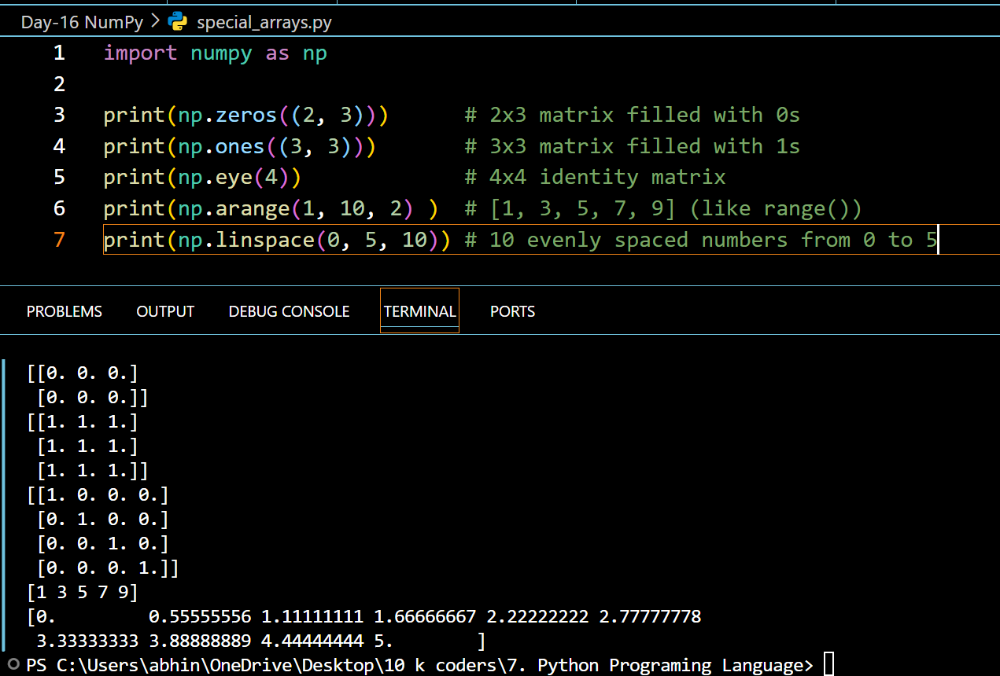 Day-16 NumPy > special_arrays.py
1 import numpy as np
2
3 print(np.zeros((2, 3)))      # 2x3 matrix filled with 0s
4 print(np.ones((3, 3)))       # 3x3 matrix filled with 1s
5 print(np.eye(4))             # 4x4 identity matrix
6 print(np.arange(1, 10, 2) )  # [1, 3, 5, 7, 9] (like range())
7 print(np.linspace(0, 5, 10)) # 10 evenly spaced numbers from 0 to 5
PROBLEMS OUTPUT DEBUG CONSOLE TERMINAL PORTS
[[0. 0. 0.]
 [0. 0. 0.]]
[[1. 1. 1.]
 [1. 1. 1.]
 [1. 1. 1.]]
[[1. 0. 0. 0.]
 [0. 1. 0. 0.]
 [0. 0. 1. 0.]
 [0. 0. 0. 1.]]
[1 3 5 7 9]
[0.         0.55555556 1.11111111 1.66666667 2.22222222 2.77777778
 3.33333333 3.88888889 4.44444444 5.        ]
PS C:\Users\abhin\OneDrive\Desktop\10 k coders\7. Python Programing Language>